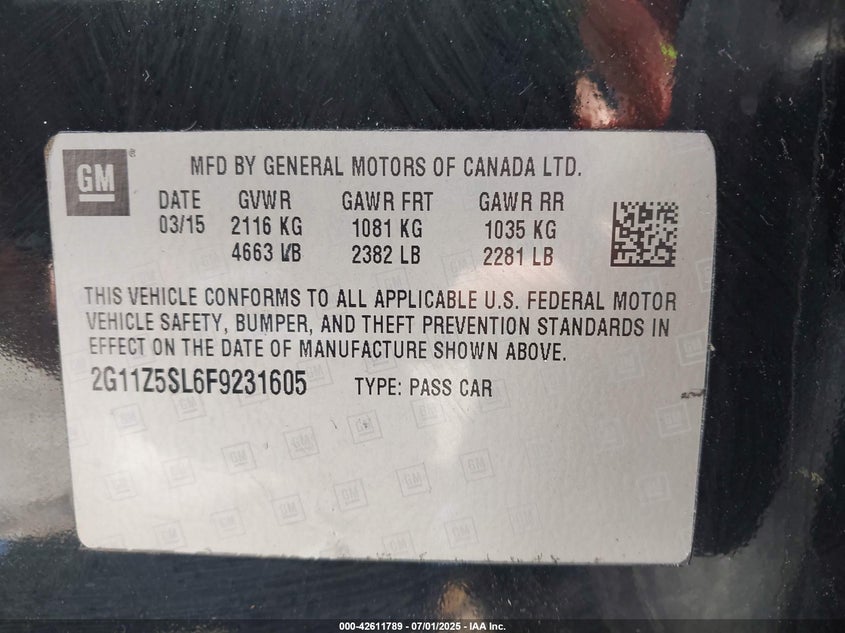 GM®
MFD BY GENERAL MOTORS OF CANADA LTD.
DATE GVWR GAWR FRT GAWR RR
03/15 2116 KG 1081 KG 1035 KG
4663 LB 2382 LB 2281 LB
THIS VEHICLE CONFORMS TO ALL APPLICABLE U.S. FEDERAL MOTOR
VEHICLE SAFETY, BUMPER, AND THEFT PREVENTION STANDARDS IN
EFFECT ON THE DATE OF MANUFACTURE SHOWN ABOVE.
2G11Z5SL6F9231605 TYPE: PASS CAR
000-42611789 - 07/01/2025 - IAA Inc.